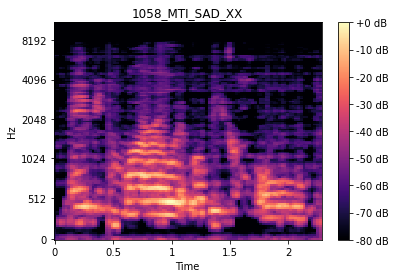 1058_MTI_SAD_XX
+0 dB
8192
-10 dB
4096
-20 dB
-30 dB
2048
Hz
-40 dB
1024
-50 dB
512
-60 dB
-70 dB
0
-80 dB
0 0.5 1 1.5 2
Time